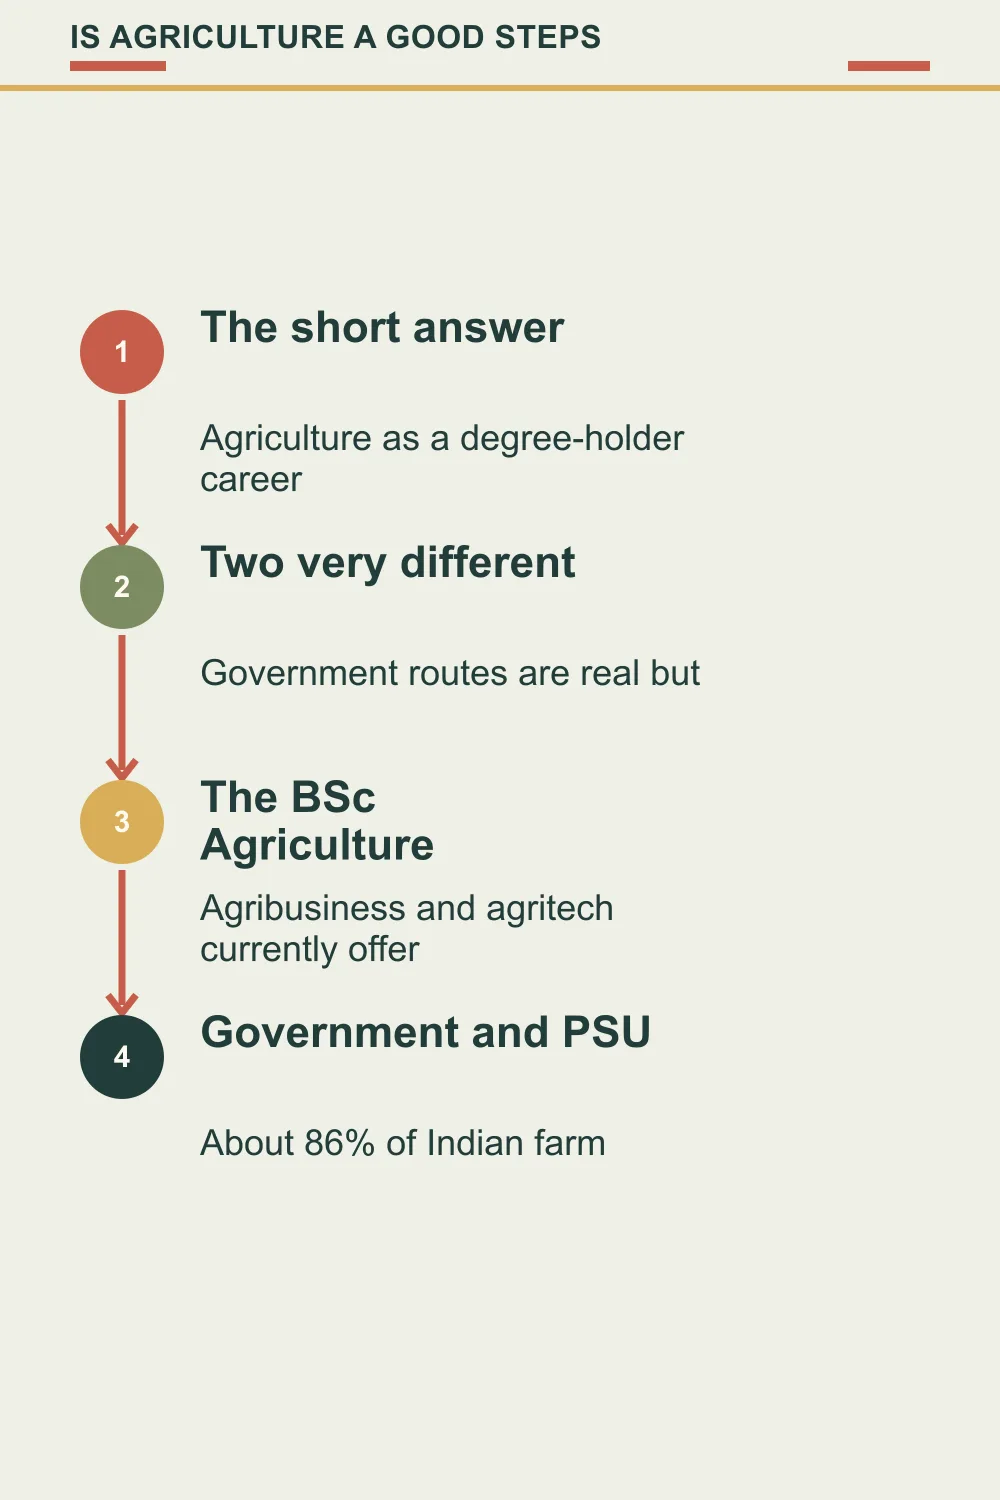 IS AGRICULTURE A GOOD STEPS
1
The short answer
Agriculture as a degree-holder
career
2
Two very different
Government routes are real but
3
The BSc
Agriculture
Agribusiness and agritech
currently offer
4
Government and PSU
About 86% of Indian farm